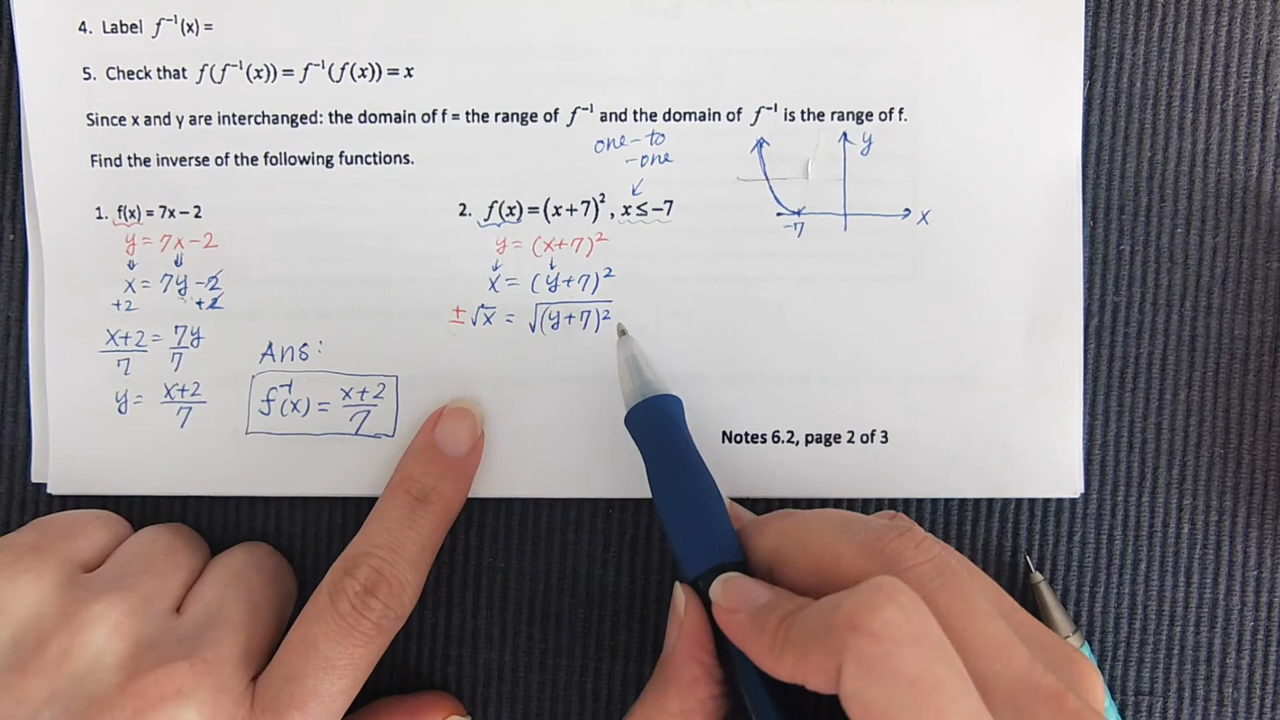 4. Label f⁻¹(x) =
5. Check that f(f⁻¹(x)) = f⁻¹(f(x)) = x
Since x and y are interchanged: the domain of f = the range of f⁻¹ and the domain of f⁻¹ is the range of f.
Find the inverse of the following functions.
one-to
-one
1. f(x) = 7x – 2
y = 7x – 2
x = 7y – 2
+2 +2
x+2 = 7y
7 7
y = x+2
7
Ans:
f⁻¹(x) = x+2
7
2. f(x) = (x+7)², x ≤ –7
y = (x+7)²
x = (y+7)²
±√x = √(y+7)²
y
x
-7
Notes 6.2, page 2 of 3